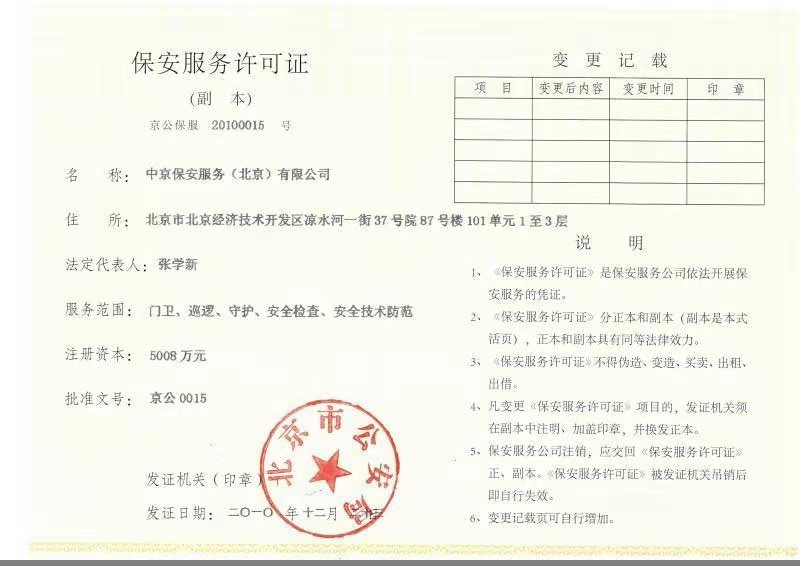 保安服务许可证
(副 本)
京公保服 20100015 号
名 称： 中京保安服务（北京）有限公司
住 所： 北京市北京经济技术开发区凉水河一街37号院87号楼101单元1至3层
法定代表人：张学新
服务范围： 门卫、巡逻、守护、安全检查、安全技术防范
注册资本： 5008万元
批准文号： 京公0015
发证机关（印章）
发证日期： 二〇一〇 年 十二月
北京市公安局
变 更 记 载
项 目 变更后内容 变更时间 印 章
说 明
1、《保安服务许可证》是保安服务公司依法开展保
安服务的凭证。
2、《保安服务许可证》分正本和副本（副本是本式
活页），正本和副本具有同等法律效力。
3、《保安服务许可证》不得伪造、变造、买卖、出租、
出借。
4、凡变更《保安服务许可证》项目的，发证机关须
在副本中注明、加盖印章，并换发正本。
5、保安服务公司注销，应交回《保安服务许可证》
正、副本。《保安服务许可证》被发证机关吊销后
即自行失效。
6、变更记载页可自行增加。